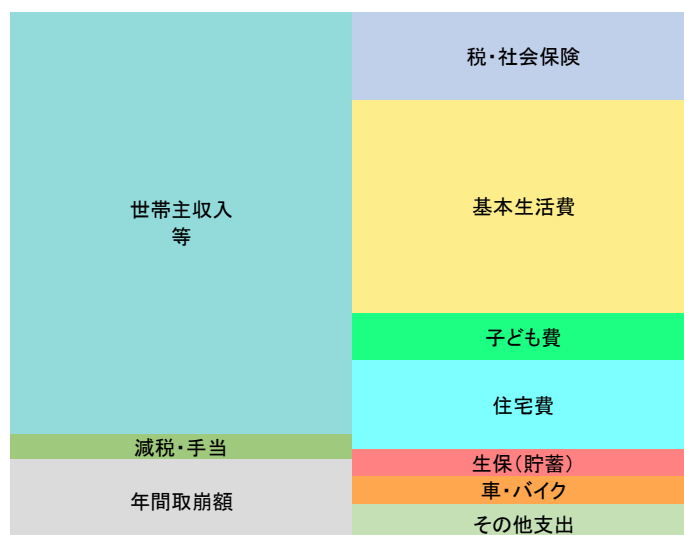 世帯主収入
等
減税・手当
年間取崩額
税・社会保険
基本生活費
子ども費
住宅費
生保(貯蓄)
車・バイク
その他支出